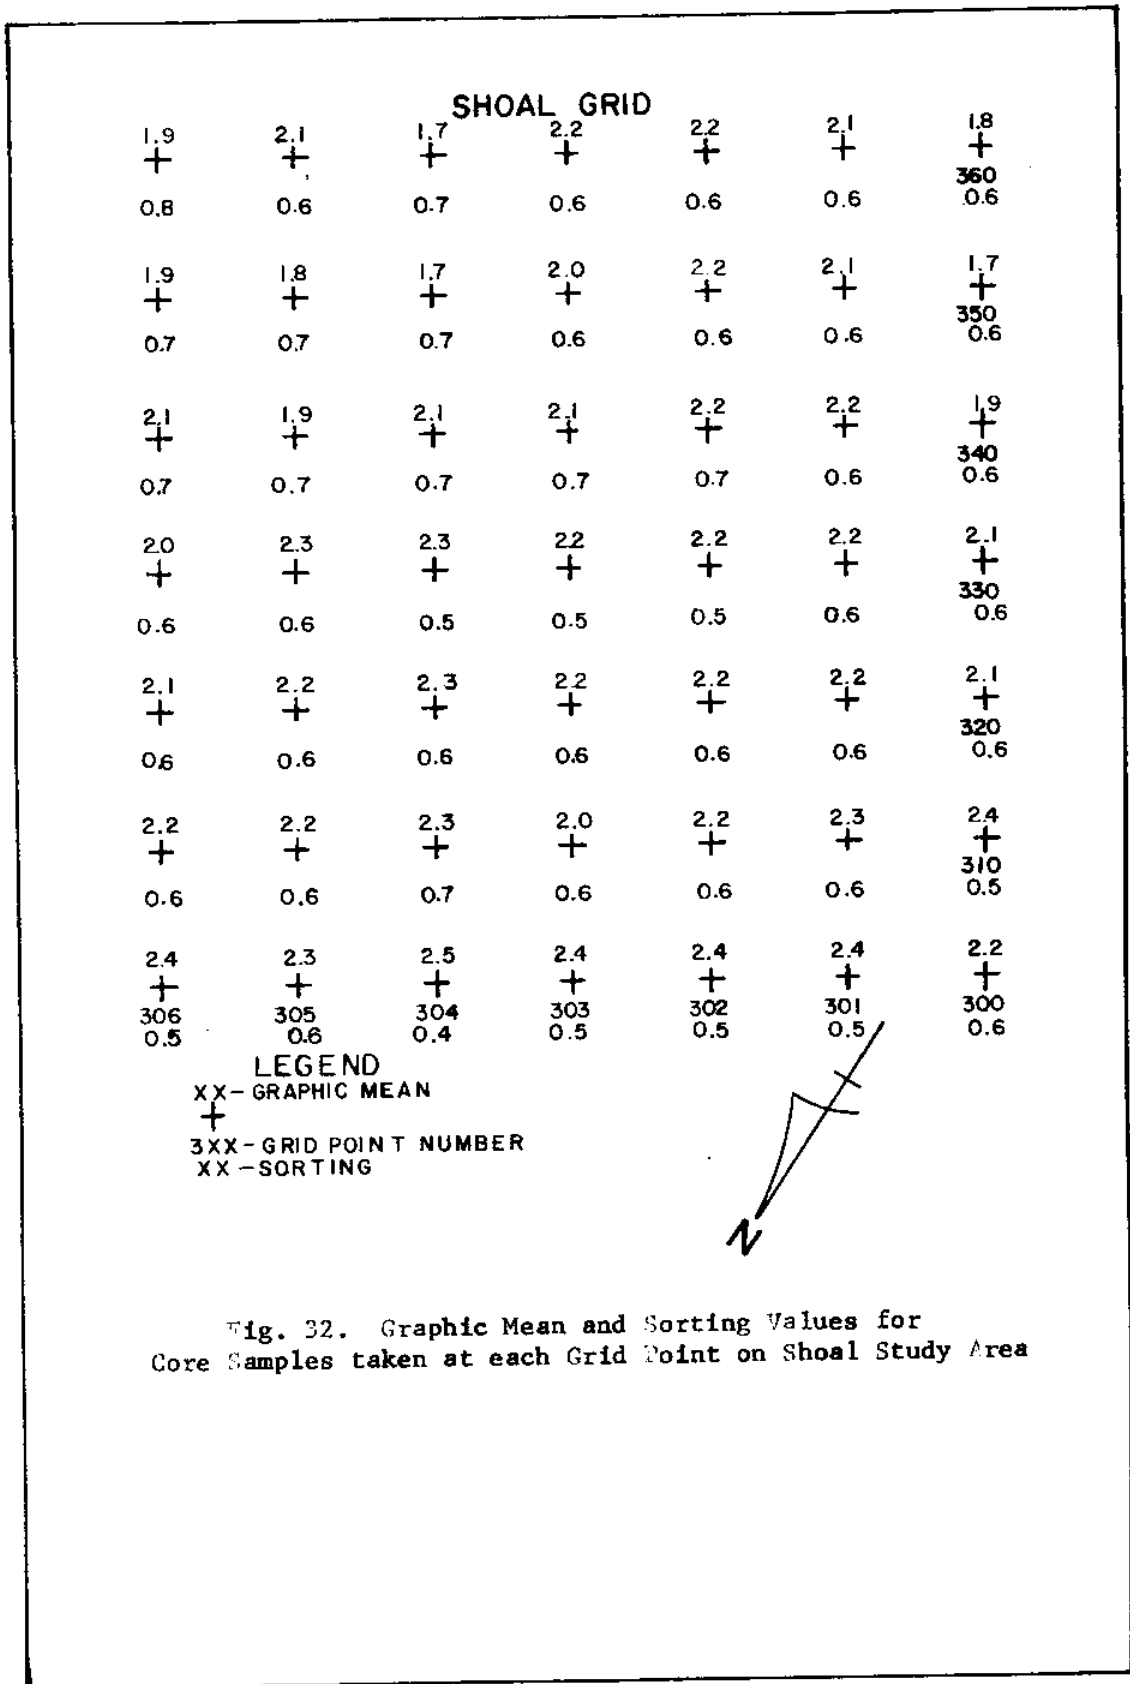 SHOAL GRID
1.9 2.1 1.7 2.2 2.2 2.1 1.8
360
0.8 0.6 0.7 0.6 0.6 0.6 0.6
1.9 1.8 1.7 2.0 2.2 2.1 1.7
350
0.7 0.7 0.7 0.6 0.6 0.6 0.6
2.1 1.9 2.1 2.1 2.2 2.2 1.9
340
0.7 0.7 0.7 0.7 0.7 0.6 0.6
2.0 2.3 2.3 2.2 2.2 2.2 2.1
330
0.6 0.6 0.5 0.5 0.5 0.6 0.6
2.1 2.2 2.3 2.2 2.2 2.2 2.1
320
0.6 0.6 0.6 0.6 0.6 0.6 0.6
2.2 2.2 2.3 2.0 2.2 2.3 2.4
310
0.6 0.6 0.7 0.6 0.6 0.6 0.5
2.4 2.3 2.5 2.4 2.4 2.4 2.2
306 305 304 303 302 301 300
0.5 0.6 0.4 0.5 0.5 0.5 0.6
LEGEND
XX-GRAPHIC MEAN
3XX-GRID POINT NUMBER
XX-SORTING
N
Fig. 32. Graphic Mean and Sorting Values for
Core Samples taken at each Grid Point on Shoal Study Area